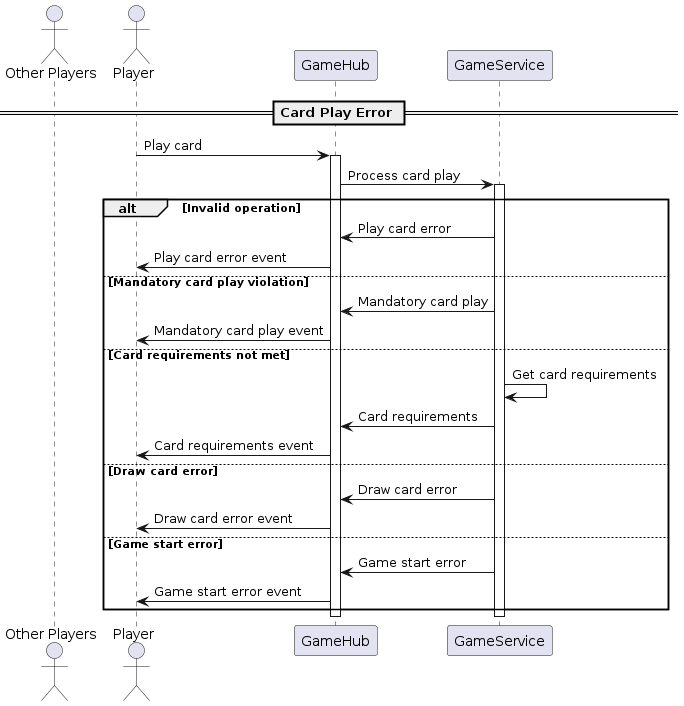 Other Players
Player
GameHub
GameService
Card Play Error
Play card
Process card play
alt
[Invalid operation]
Play card error
Play card error event
[Mandatory card play violation]
Mandatory card play
Mandatory card play event
[Card requirements not met]
Get card requirements
Card requirements
Card requirements event
[Draw card error]
Draw card error
Draw card error event
[Game start error]
Game start error
Game start error event
Other Players
Player
GameHub
GameService